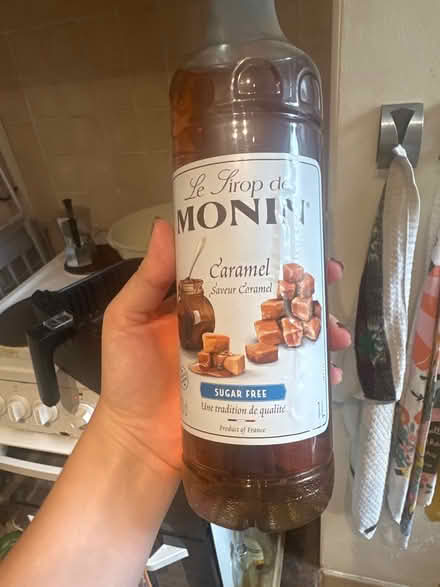 Le Sirop de
MONIN
Caramel
Saveur Caramel
SUGAR FREE
Une tradition de qualité
1L
Product of France